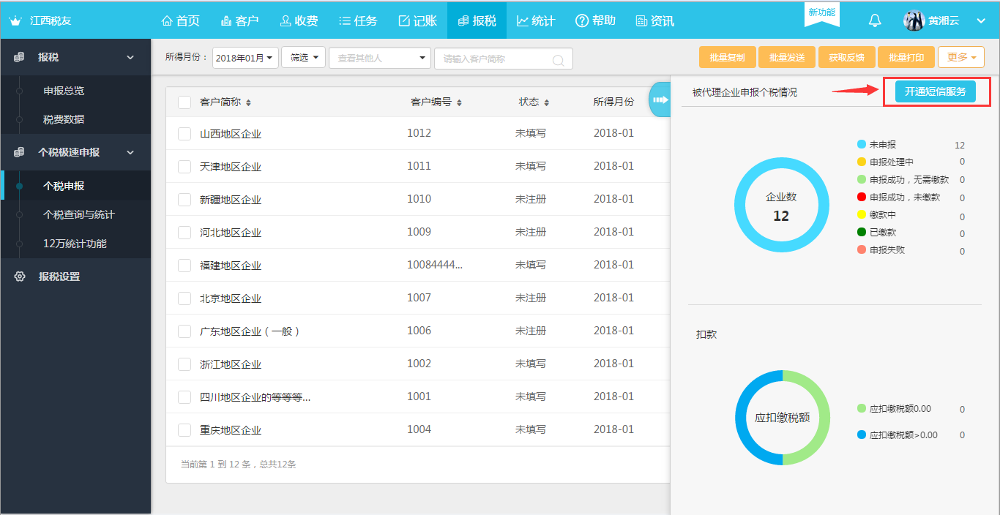 江西税友 首页 客户 收费 任务 记账 报税 统计 帮助 资讯 新功能 黄湘云
报税
申报总览
税费数据
个税极速申报
个税申报
个税查询与统计
12万统计功能
报税设置
所得月份： 2018年01月 筛选 查看其他人 请输入客户简称 批量复制 批量发送 获取反馈 批量打印 更多
客户简称 客户编号 状态 所得月份
山西地区企业 1012 未填写 2018-01
天津地区企业 1011 未填写 2018-01
新疆地区企业 1010 未注册 2018-01
河北地区企业 1009 未注册 2018-01
福建地区企业 10084444... 未填写 2018-01
北京地区企业 1007 未注册 2018-01
广东地区企业（一般） 1006 未注册 2018-01
浙江地区企业 1002 未填写 2018-01
四川地区企业的等等等... 1001 未填写 2018-01
重庆地区企业 1004 未填写 2018-01
当前第 1 到 12 条，总共12条
被代理企业申报个税情况 开通短信服务
企业数
12
未申报 12
申报处理中 0
申报成功，无需缴款 0
申报成功，未缴款 0
缴款中 0
已缴款 0
申报失败 0
扣款
应扣缴税额
应扣缴税额0.00 0
应扣缴税额>0.00 0